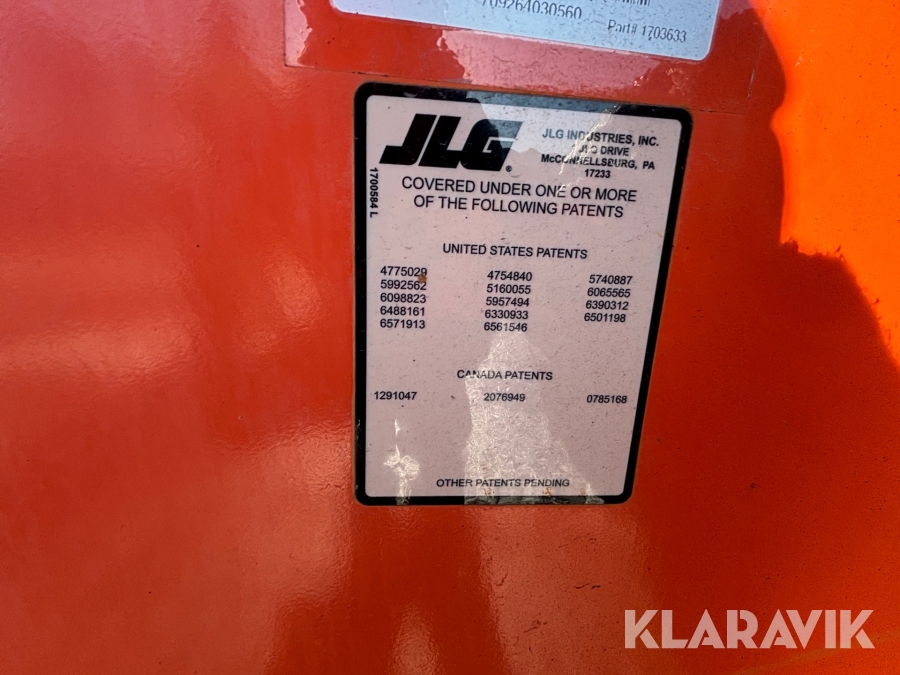 709264030560
Part# 1703633
JLG®
JLG INDUSTRIES, INC.
JLG DRIVE
McCONNELLSBURG, PA
17233
1700584 L
COVERED UNDER ONE OR MORE
OF THE FOLLOWING PATENTS
UNITED STATES PATENTS
4775029 4754840 5740887
5992562 5160055 6065565
6098823 5957494 6390312
6488161 6330933 6501198
6571913 6561546
CANADA PATENTS
1291047 2076949 0785168
OTHER PATENTS PENDING
KLARAVIK